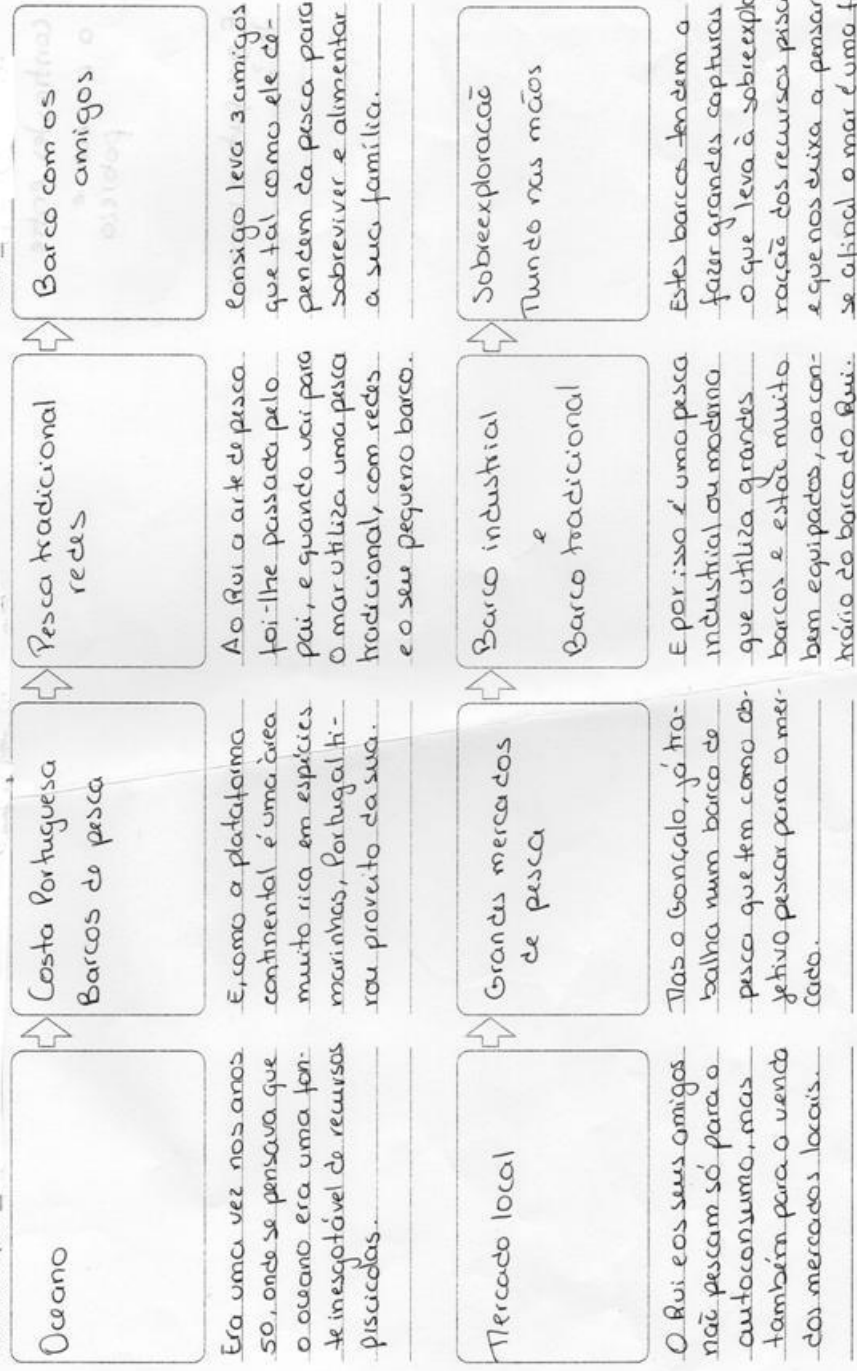 Oceano
Era uma vez nos anos
50, onde se pensava que
o oceano era uma fon-
te inesgotável de recursos
piscicolas.
Costa Portuguesa
Barcos de pesca
E, como a plataforma
continental é uma área
muito rica em espécies
marinhas, Portugal ti-
rou proveito da sua.
Pesca tradicional
redes
Ao Rui a arte de pesca
foi-lhe passada pelo
pai, e quando vai para
o mar utiliza uma pesca
tradicional, com redes
e o seu pequeno barco.
Barco com os
amigos
Consigo leva 3 amigos
que tal como ele de-
pendem da pesca para
sobreviver e alimentar
a sua família.
Mercado local
O Rui e os seus amigos
não pescam só para o
autoconsumo, mas
também para a venda
dos mercados locais.
Grandes mercados
de pesca
Mas o Gonçalo, já tra-
balha num barco de
pesca que tem como ob-
jetivo pescar para o mer-
cado.
Barco industrial
e
Barco tradicional
E por isso é uma pesca
industrial ou moderna
que utiliza grandes
barcos e estão muito
bem equipados, ao con-
trário do barco do Rui.
Sobreexploração
Mundo nas mãos
Estes barcos tendem a
fazer grandes capturas
o que leva à sobreexplo
ração dos recursos pisci
e que nos deixa a pensar
se afinal o mar é uma f